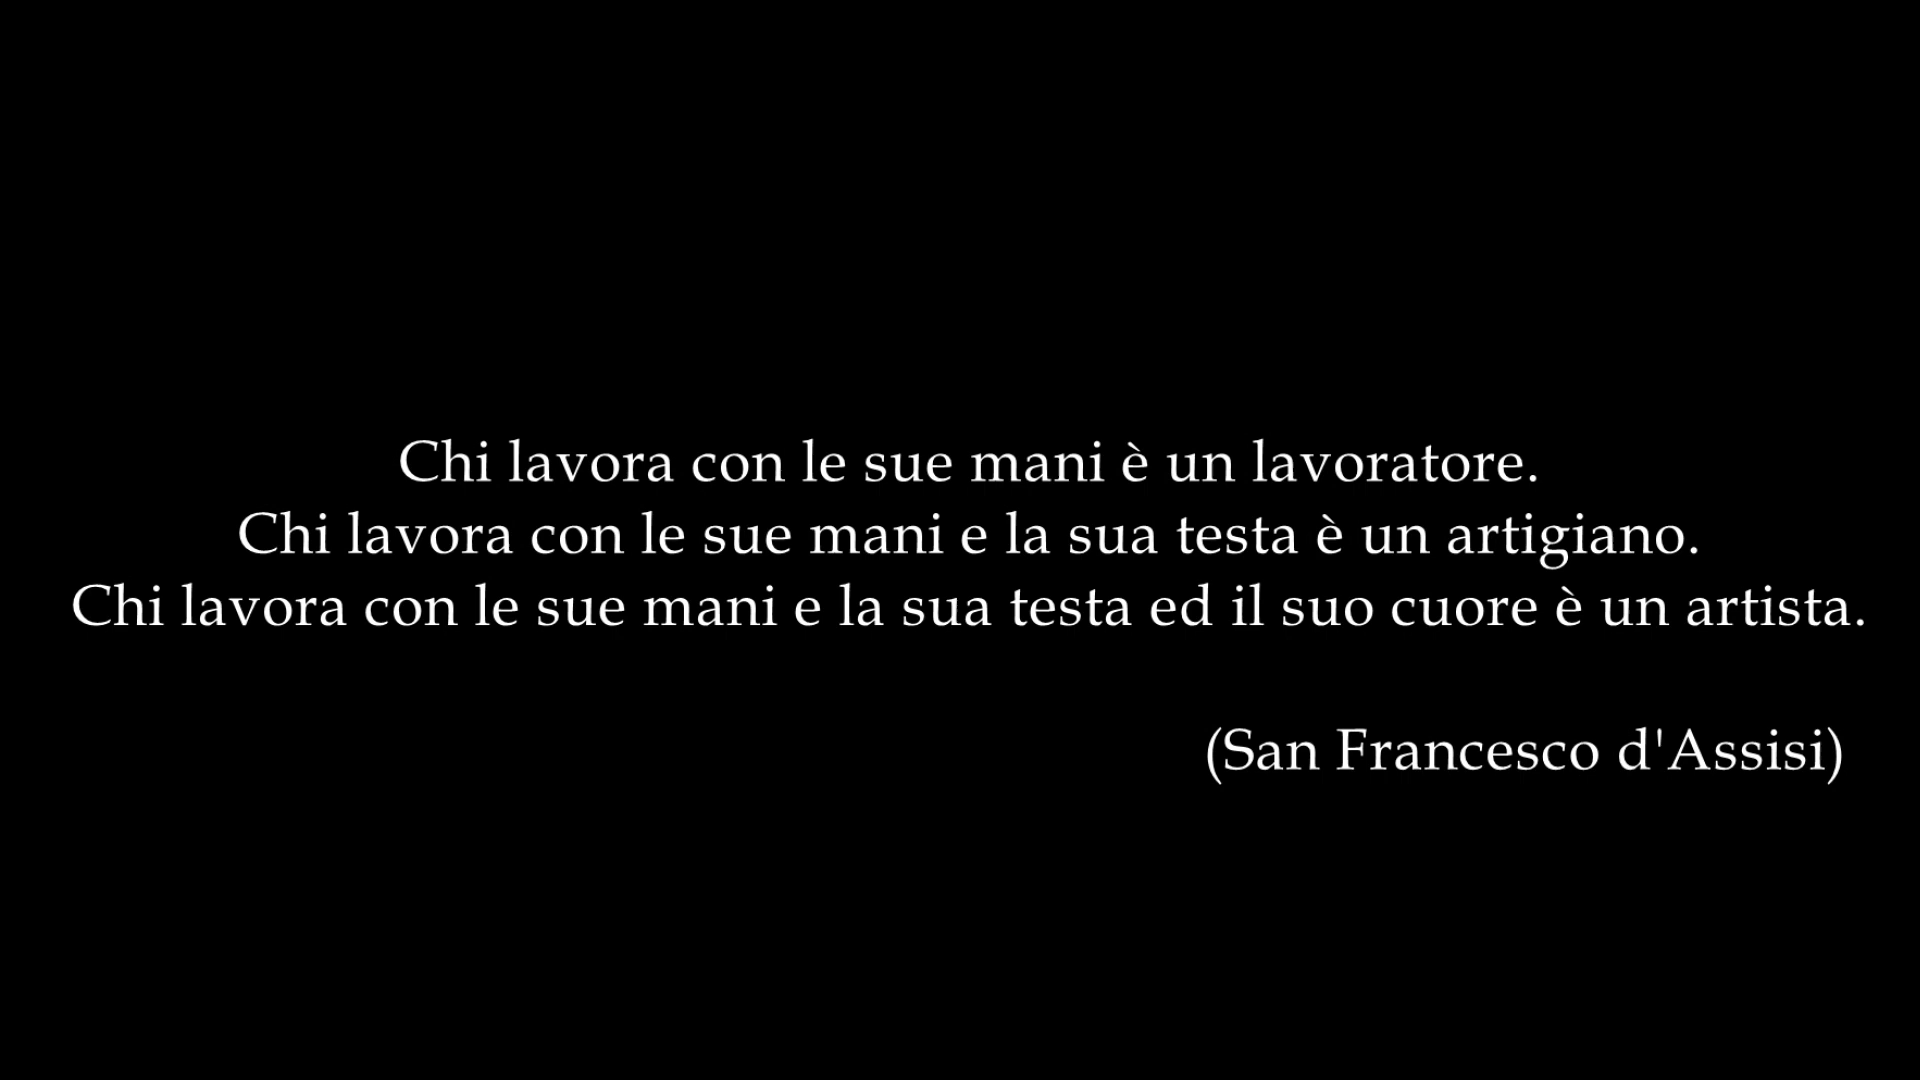 Chi lavora con le sue mani è un lavoratore.
Chi lavora con le sue mani e la sua testa è un artigiano.
Chi lavora con le sue mani e la sua testa ed il suo cuore è un artista.
(San Francesco d'Assisi)